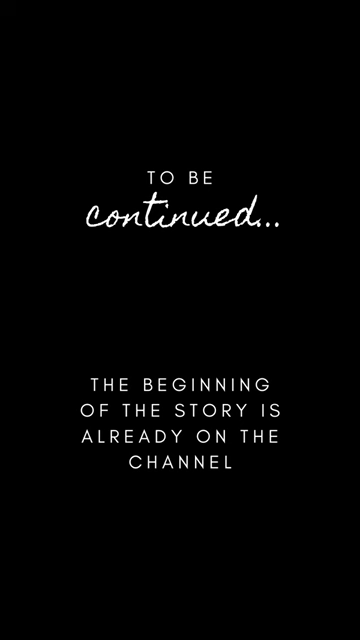 TO BE
continued...
THE BEGINNING
OF THE STORY IS
ALREADY ON THE
CHANNEL